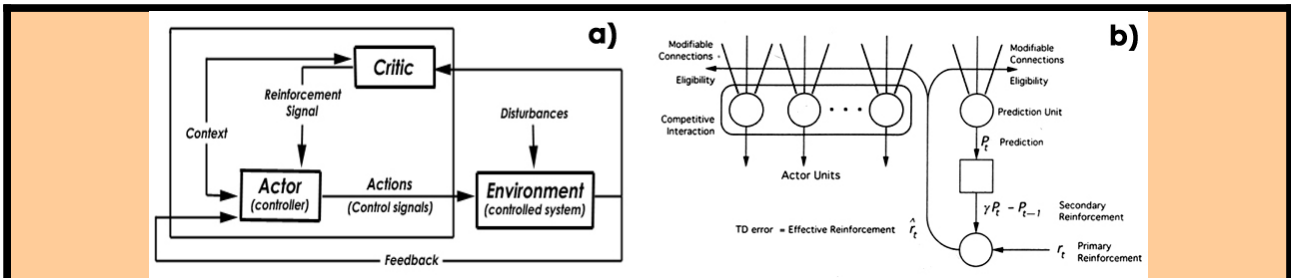 a)
Critic
Reinforcement
Signal
Context
Disturbances
Actor
(controller)
Actions
(Control signals)
Environment
(controlled system)
Feedback
b)
Modifiable
Connections
Eligibility
Competitive
Interaction
Actor Units
Modifiable
Connections
Eligibility
Prediction Unit
Pₜ Prediction
γPₜ − Pₜ₋₁ Secondary
Reinforcement
TD error = Effective Reinforcement r̂ₜ
rₜ Primary
Reinforcement